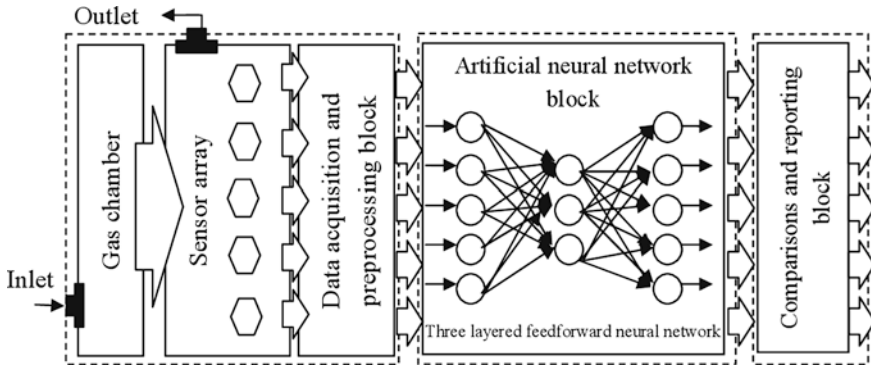 Outlet
Inlet
Gas chamber
Sensor array
Data acquisition and
preprocessing block
Artificial neural network
block
Three layered feedforward neural network
Comparisons and reporting
block